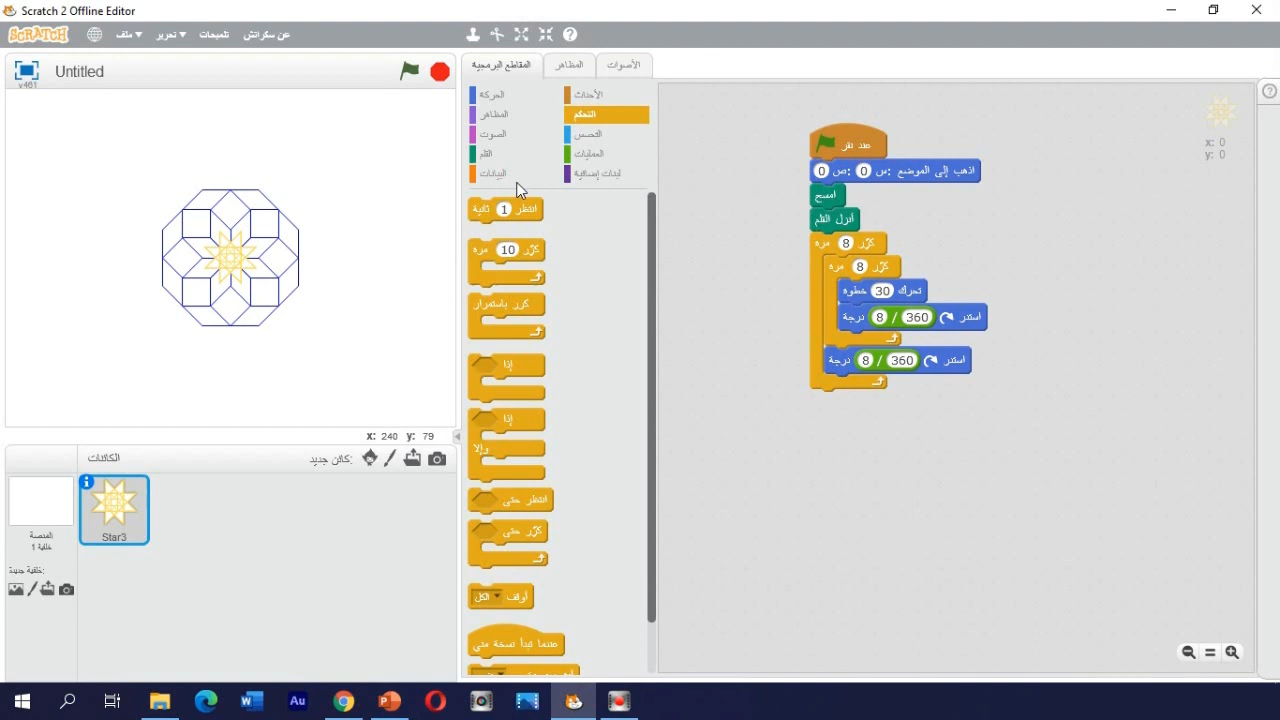 Scratch 2 Offline Editor
SCRATCH
ملف
تحرير
تلميحات
عن سكراتش
Untitled
v461
x: 240 y: 79
الكائنات
كائن جديد:
المنصة
خلفية 1
خلفية جديدة:
Star3
المقاطع البرمجية
المظاهر
الأصوات
الحركة
الأحداث
المظاهر
التحكم
الصوت
التحسس
القلم
العمليات
البيانات
لبنات إضافية
انتظر 1 ثانية
كرّر 10 مرة
كرر باستمرار
إذا
إذا
وإلا
انتظر حتى
كرّر حتى
أوقف الكل
عندما تبدأ نسخة مني
عند نقر
اذهب إلى الموضع س: 0 ص: 0
امسح
أنزل القلم
كرّر 8 مرة
كرّر 8 مرة
تحرك 30 خطوة
استدر 360 / 8 درجة
استدر 360 / 8 درجة
x: 0
y: 0